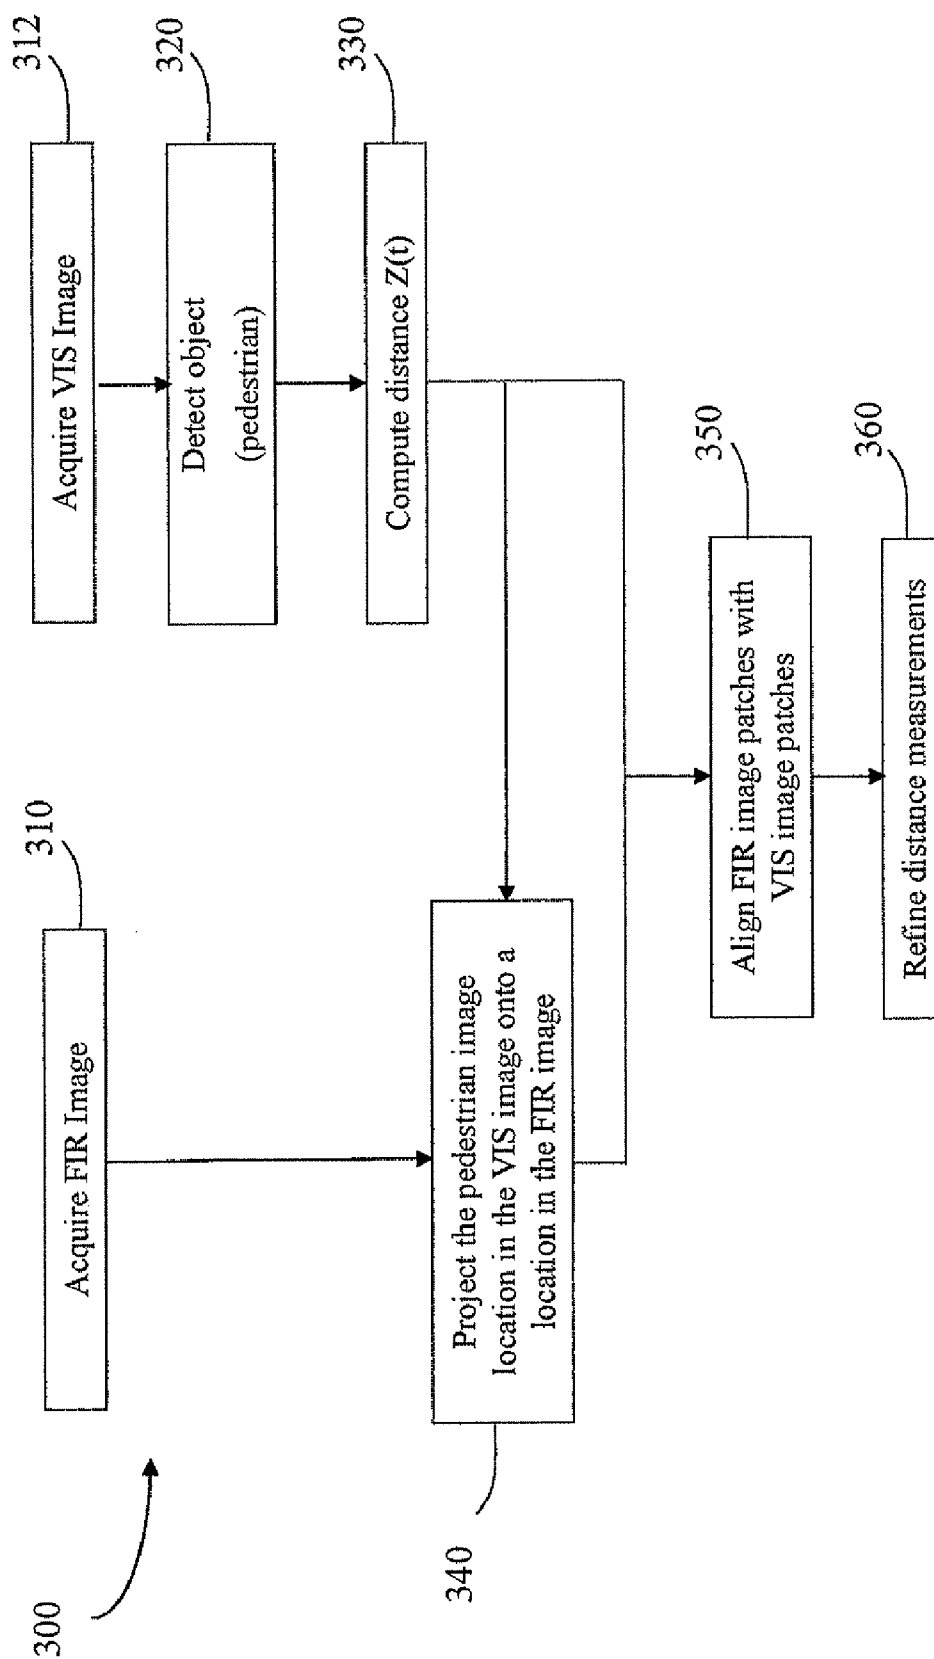 300
310
Acquire FIR Image
312
Acquire VIS Image
320
Detect object
(pedestrian)
330
Compute distance Z(t)
340
Project the pedestrian image
location in the VIS image onto a
location in the FIR image
350
Align FIR image patches with
VIS image patches
360
Refine distance measurements